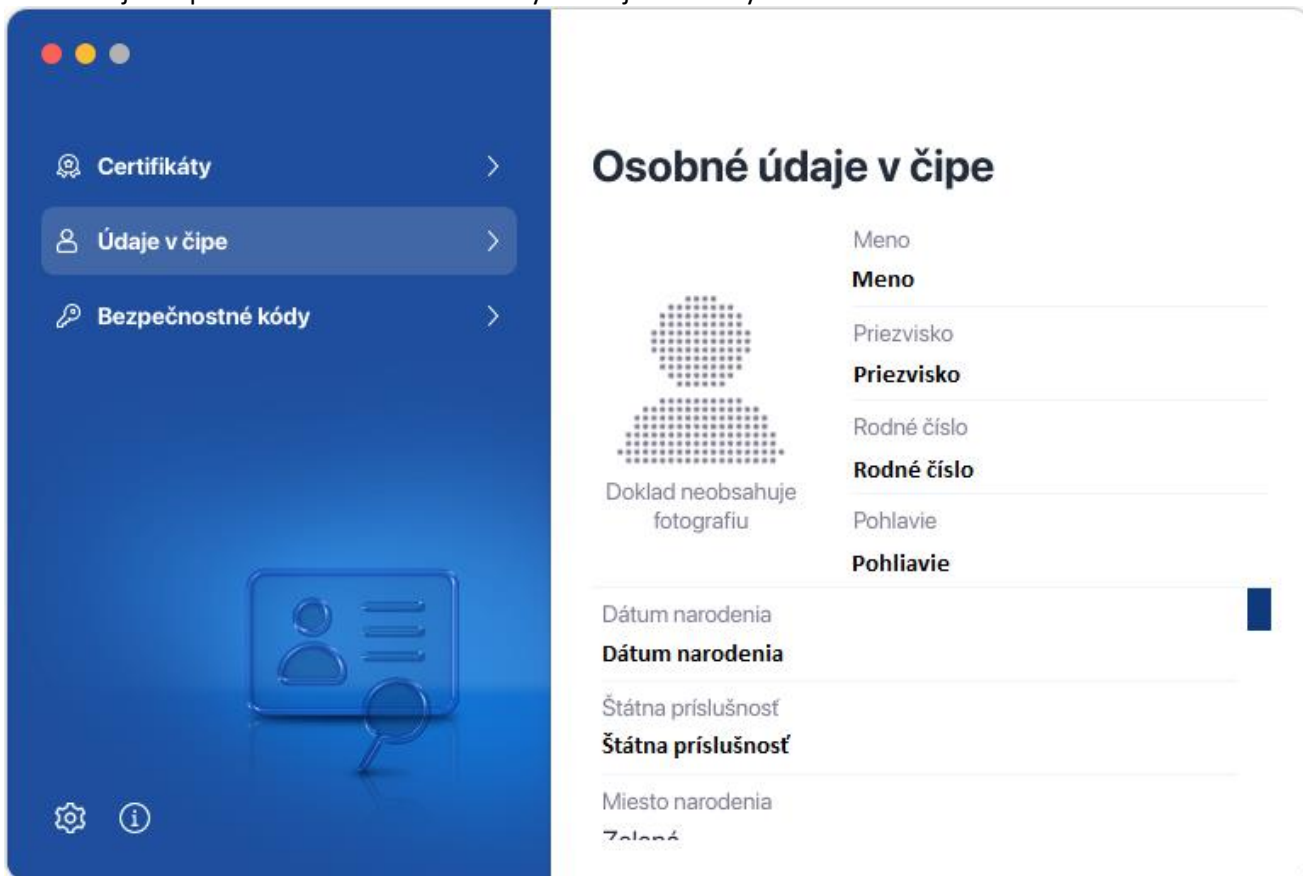 Certifikáty
Údaje v čipe
Bezpečnostné kódy
Osobné údaje v čipe
Doklad neobsahuje
fotografiu
Meno
Meno
Priezvisko
Priezvisko
Rodné číslo
Rodné číslo
Pohlavie
Pohliavie
Dátum narodenia
Dátum narodenia
Štátna príslušnosť
Štátna príslušnosť
Miesto narodenia